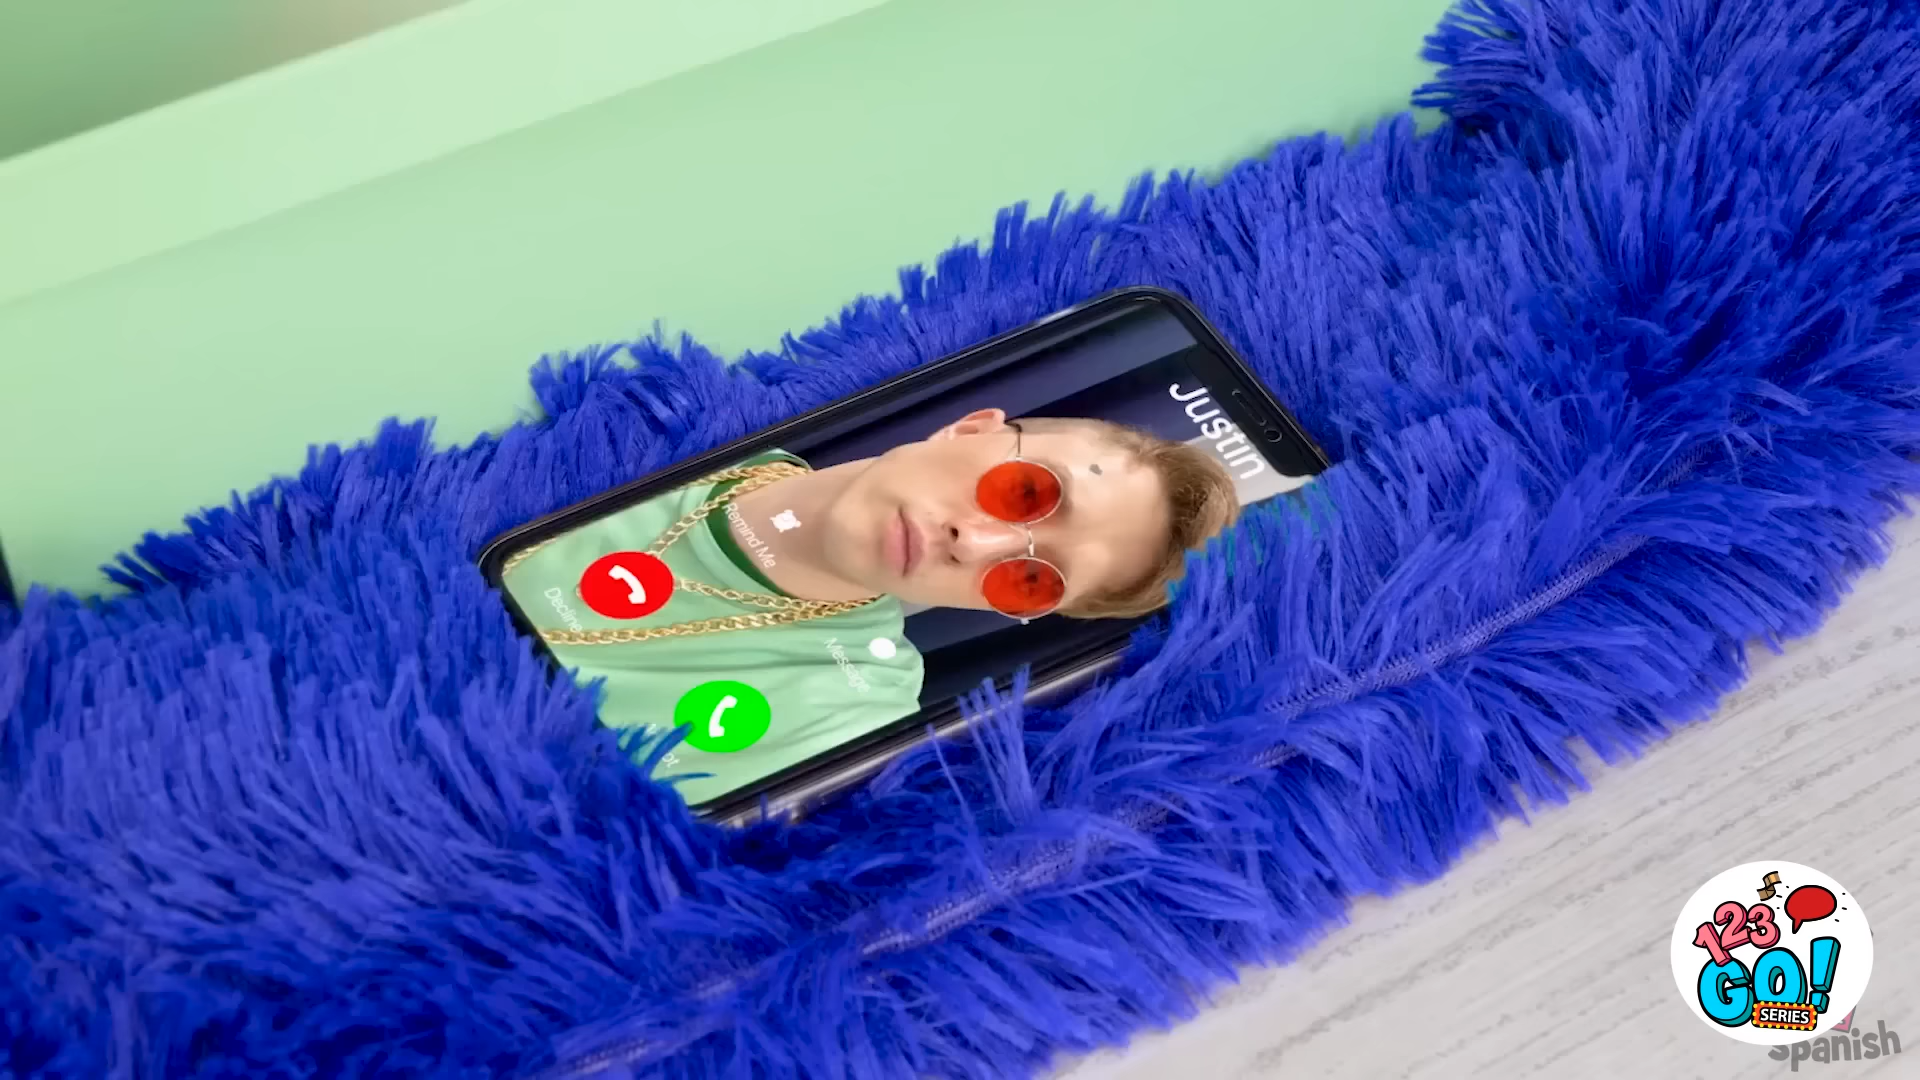 Justin
Remind Me
Message
Decline
123
GO!
SERIES
Spanish